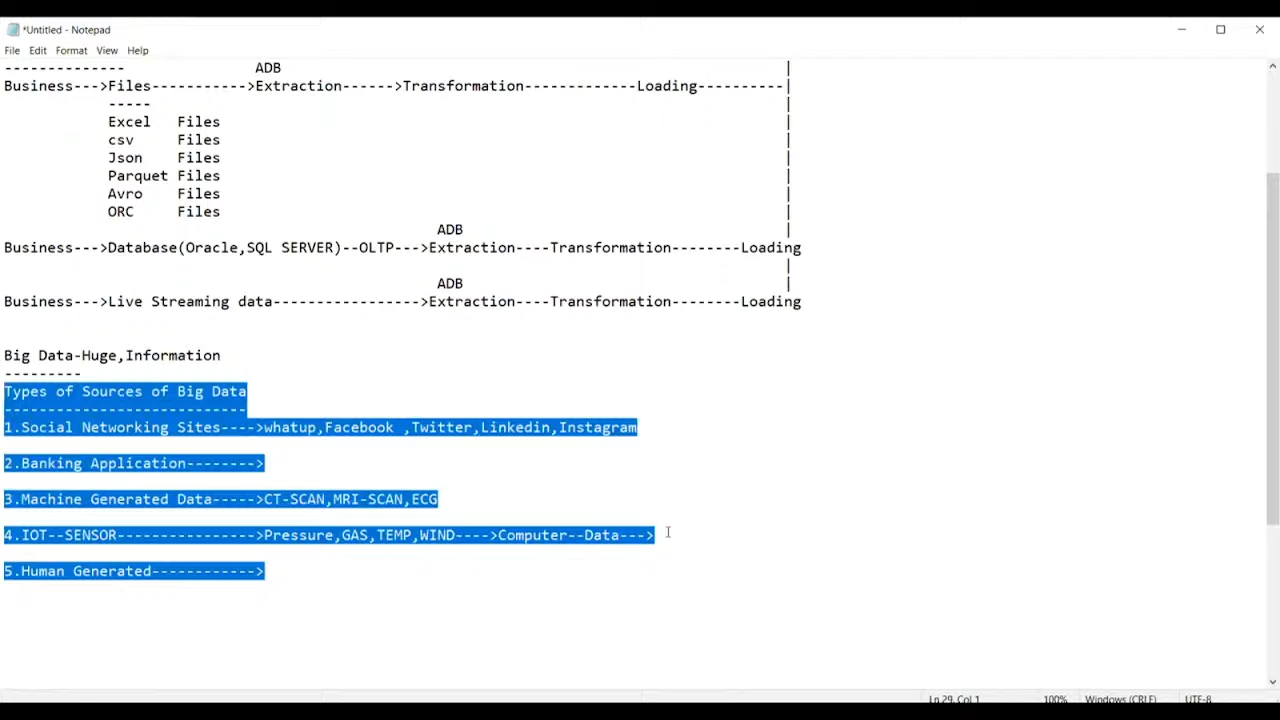 *Untitled - Notepad
File Edit Format View Help
-------------- ADB |
Business--->Files----------->Extraction------>Transformation-------------Loading----------|
----- |
Excel Files |
csv Files |
Json Files |
Parquet Files |
Avro Files |
ORC Files |
ADB |
Business--->Database(Oracle,SQL SERVER)--OLTP--->Extraction----Transformation--------Loading
|
ADB |
Business--->Live Streaming data----------------->Extraction----Transformation--------Loading
Big Data-Huge,Information
---------
Types of Sources of Big Data
----------------------------
1.Social Networking Sites---->whatup,Facebook ,Twitter,Linkedin,Instagram
2.Banking Application-------->
3.Machine Generated Data----->CT-SCAN,MRI-SCAN,ECG
4.IOT--SENSOR---------------->Pressure,GAS,TEMP,WIND---->Computer--Data--->
5.Human Generated------------>
Ln 29, Col 1 100% Windows (CRLF) UTF-8